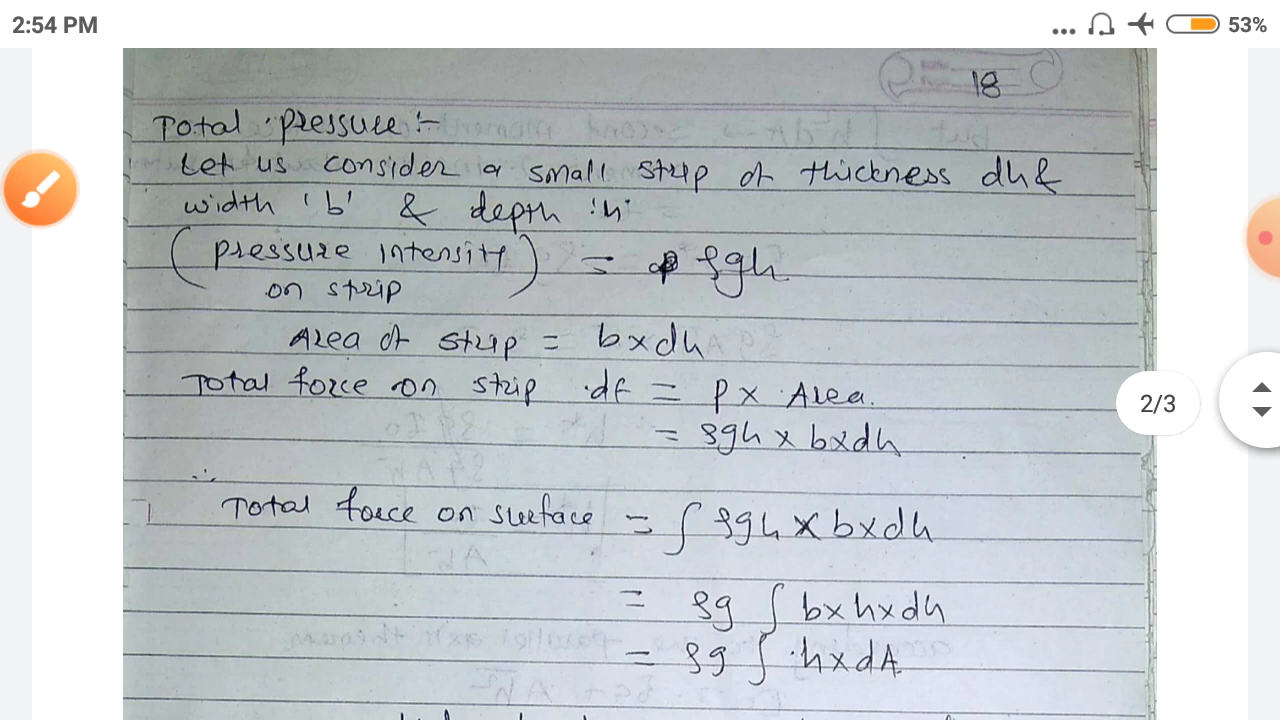 2:54 PM
... 53%
18
Total pressure :-
Let us consider a small strip of thickness dh &
width 'b' & depth 'h'
(pressure intensity on strip) = ρgh
Area of strip = b×dh
Total force on strip df = p× Area.
= ρgh × b×dh
∴
Total force on surface = ∫ ρgh × b×dh
2/3
= ρg ∫ b×h×dh
= ρg ∫ h×dA